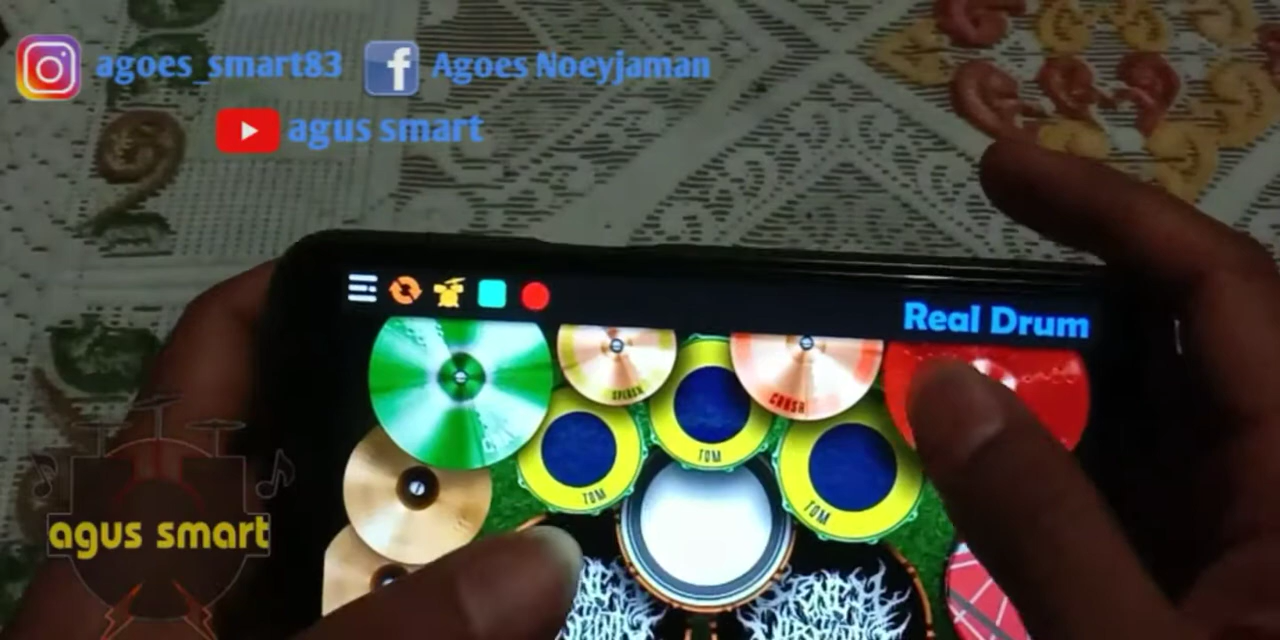 agoes_smart83 Agoes Noeyjaman
agus smart
Real Drum
SPLASH
CRASH
TOM
TOM
TOM
agus smart